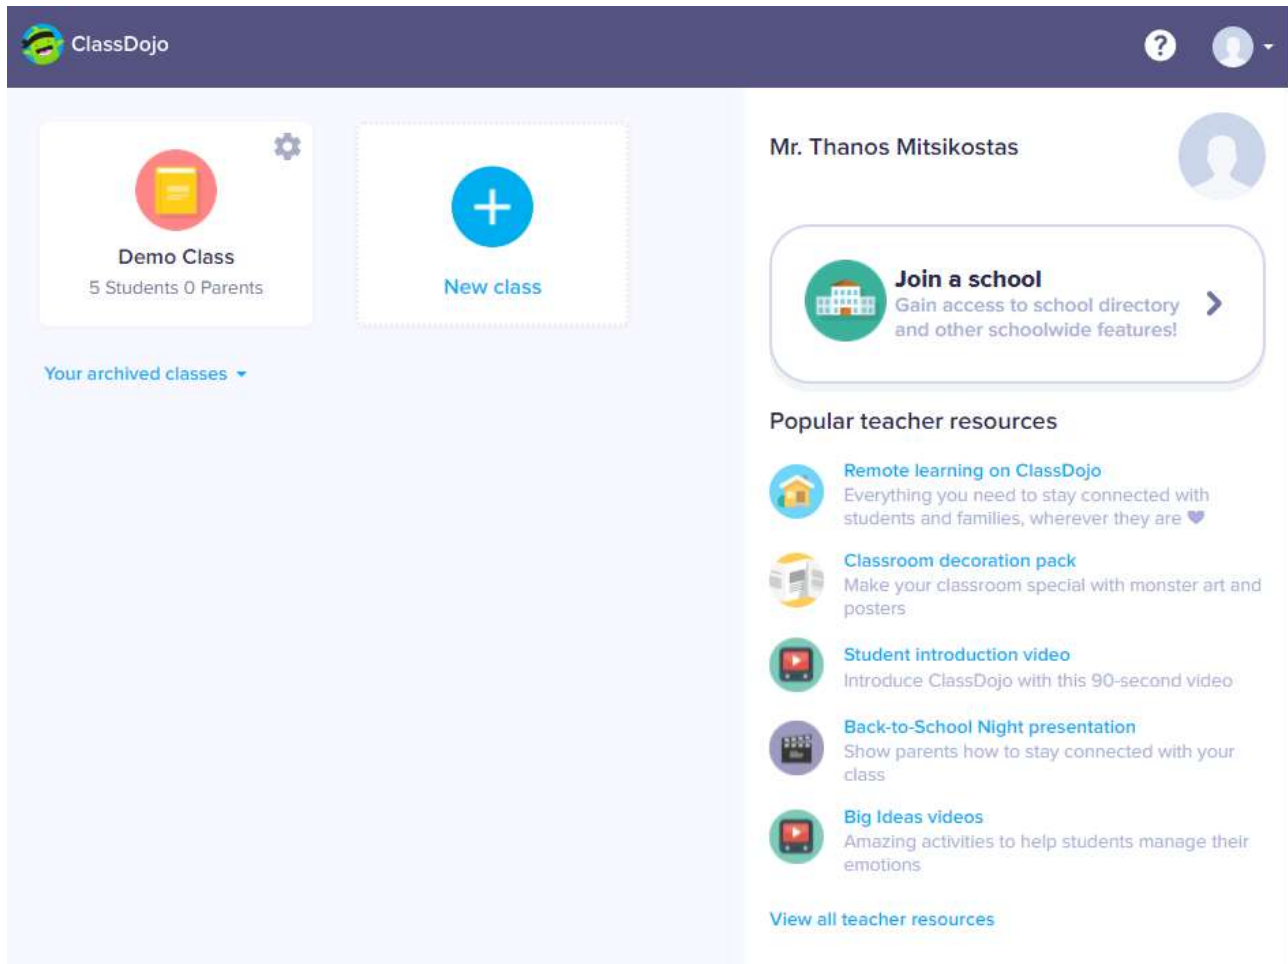 ClassDojo
?
Demo Class
5 Students 0 Parents
New class
Your archived classes
Mr. Thanos Mitsikostas
Join a school
Gain access to school directory
and other schoolwide features!
Popular teacher resources
Remote learning on ClassDojo
Everything you need to stay connected with
students and families, wherever they are 💜
Classroom decoration pack
Make your classroom special with monster art and
posters
Student introduction video
Introduce ClassDojo with this 90-second video
Back-to-School Night presentation
Show parents how to stay connected with your
class
Big Ideas videos
Amazing activities to help students manage their
emotions
View all teacher resources